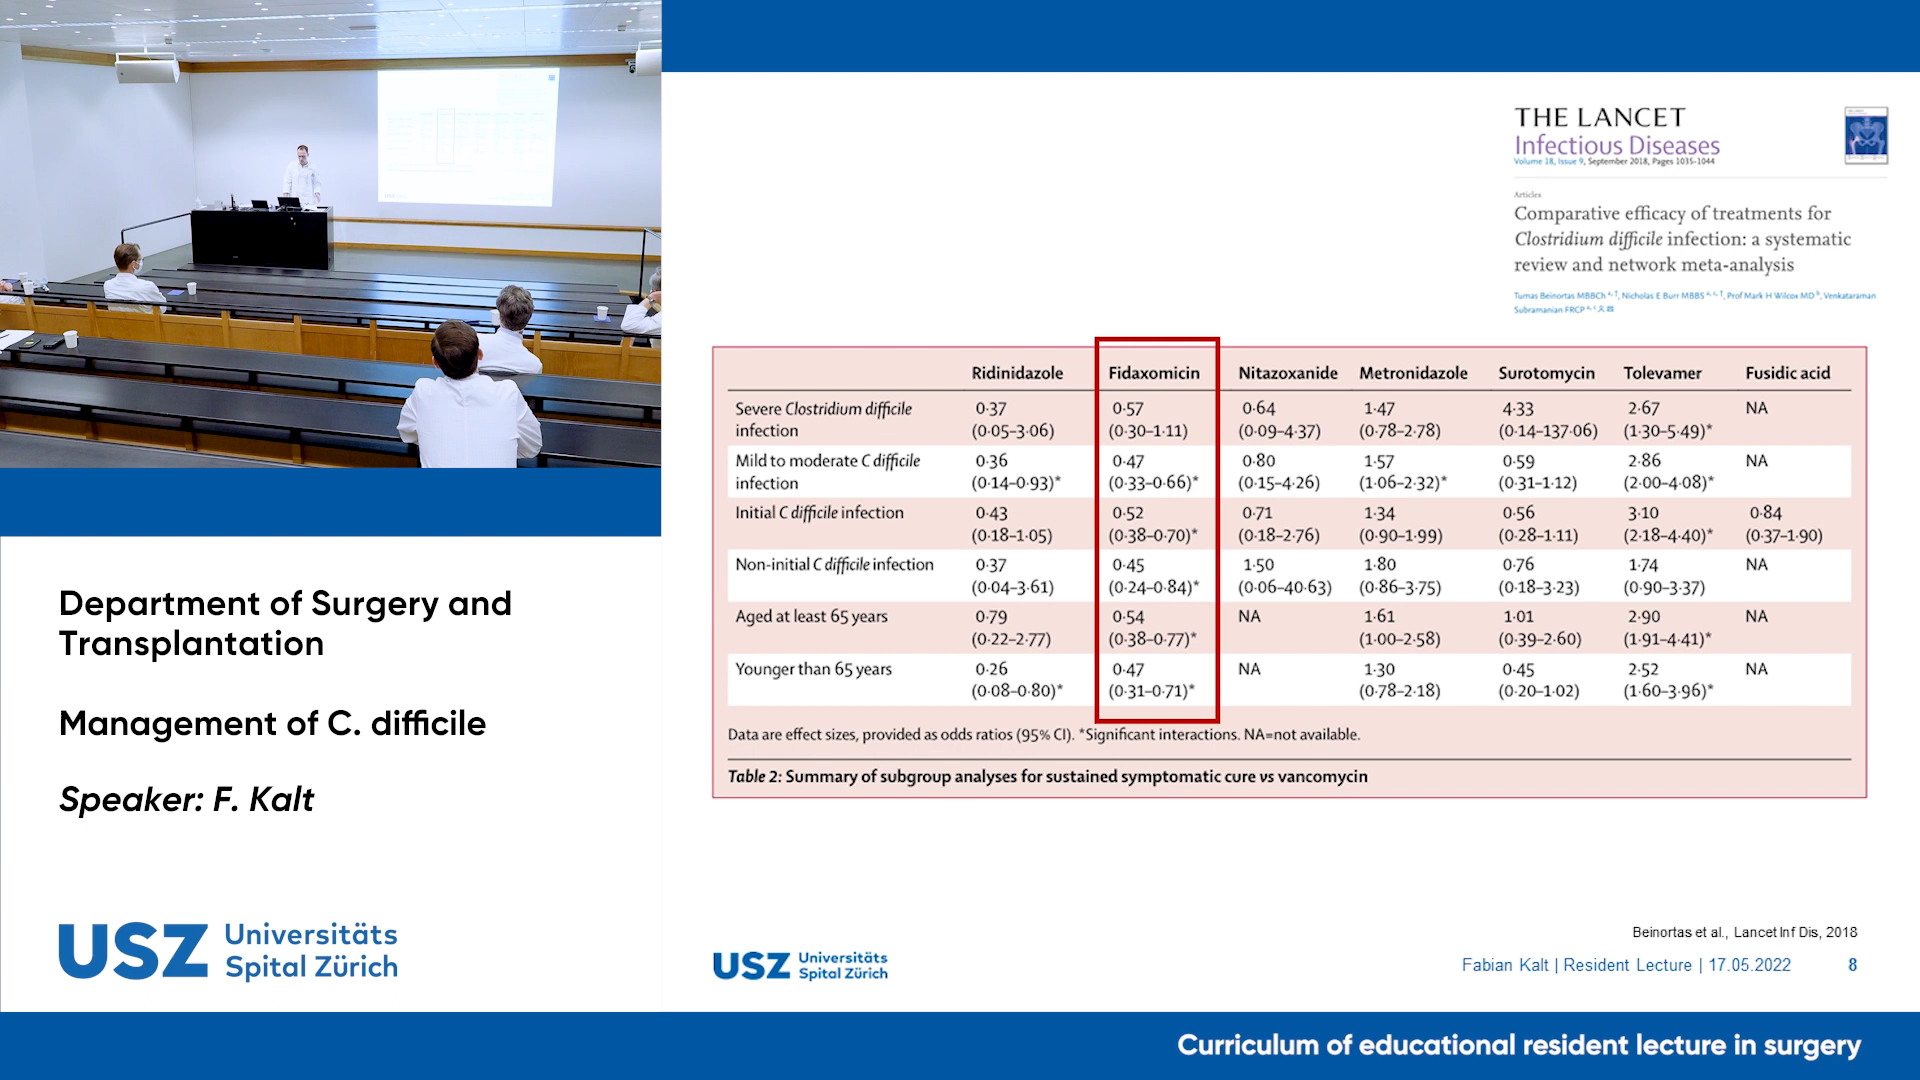 THE LANCET
Infectious Diseases
Volume 18, Issue 9, September 2018, Pages 1035-1044
Articles
Comparative efficacy of treatments for
Clostridium difficile infection: a systematic
review and network meta-analysis
Tumas Beinortas MBBCh a, †, Nicholas E Burr MBBS a, c, †, Prof Mark H Wilcox MD b, Venkataraman
Subramanian FRCP a, c
Ridinidazole Fidaxomicin Nitazoxanide Metronidazole Surotomycin Tolevamer Fusidic acid
Severe Clostridium difficile 0·37 0·57 0·64 1·47 4·33 2·67 NA
infection (0·05–3·06) (0·30–1·11) (0·09–4·37) (0·78–2·78) (0·14–137·06) (1·30–5·49)*
Mild to moderate C difficile 0·36 0·47 0·80 1·57 0·59 2·86 NA
infection (0·14–0·93)* (0·33–0·66)* (0·15–4·26) (1·06–2·32)* (0·31–1·12) (2·00–4·08)*
Initial C difficile infection 0·43 0·52 0·71 1·34 0·56 3·10 0·84
(0·18–1·05) (0·38–0·70)* (0·18–2·76) (0·90–1·99) (0·28–1·11) (2·18–4·40)* (0·37–1·90)
Non-initial C difficile infection 0·37 0·45 1·50 1·80 0·76 1·74 NA
(0·04–3·61) (0·24–0·84)* (0·06–40·63) (0·86–3·75) (0·18–3·23) (0·90–3·37)
Aged at least 65 years 0·79 0·54 NA 1·61 1·01 2·90 NA
(0·22–2·77) (0·38–0·77)* (1·00–2·58) (0·39–2·60) (1·91–4·41)*
Younger than 65 years 0·26 0·47 NA 1·30 0·45 2·52 NA
(0·08–0·80)* (0·31–0·71)* (0·78–2·18) (0·20–1·02) (1·60–3·96)*
Data are effect sizes, provided as odds ratios (95% CI). *Significant interactions. NA=not available.
Table 2: Summary of subgroup analyses for sustained symptomatic cure vs vancomycin
Beinortas et al., Lancet Inf Dis, 2018
USZ Universitäts
Spital Zürich
Fabian Kalt | Resident Lecture | 17.05.2022 8
Department of Surgery and
Transplantation
Management of C. difficile
Speaker: F. Kalt
USZ Universitäts
Spital Zürich
Curriculum of educational resident lecture in surgery